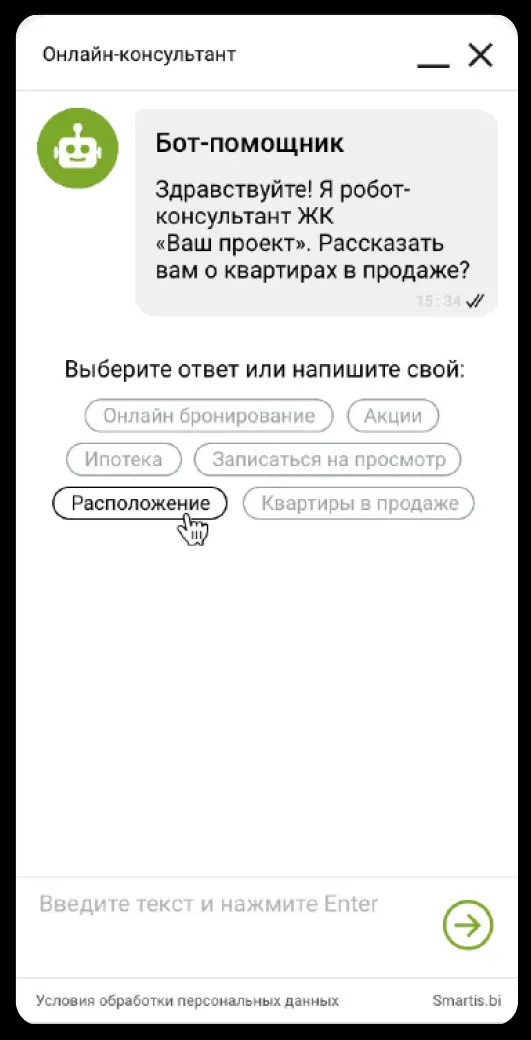 Онлайн-консультант
Бот-помощник
Здравствуйте! Я робот-
консультант ЖК
«Ваш проект». Рассказать
вам о квартирах в продаже?
15:34
Выберите ответ или напишите свой:
Онлайн бронирование Акции
Ипотека Записаться на просмотр
Расположение Квартиры в продаже
Введите текст и нажмите Enter
Условия обработки персональных данных Smartis.bi